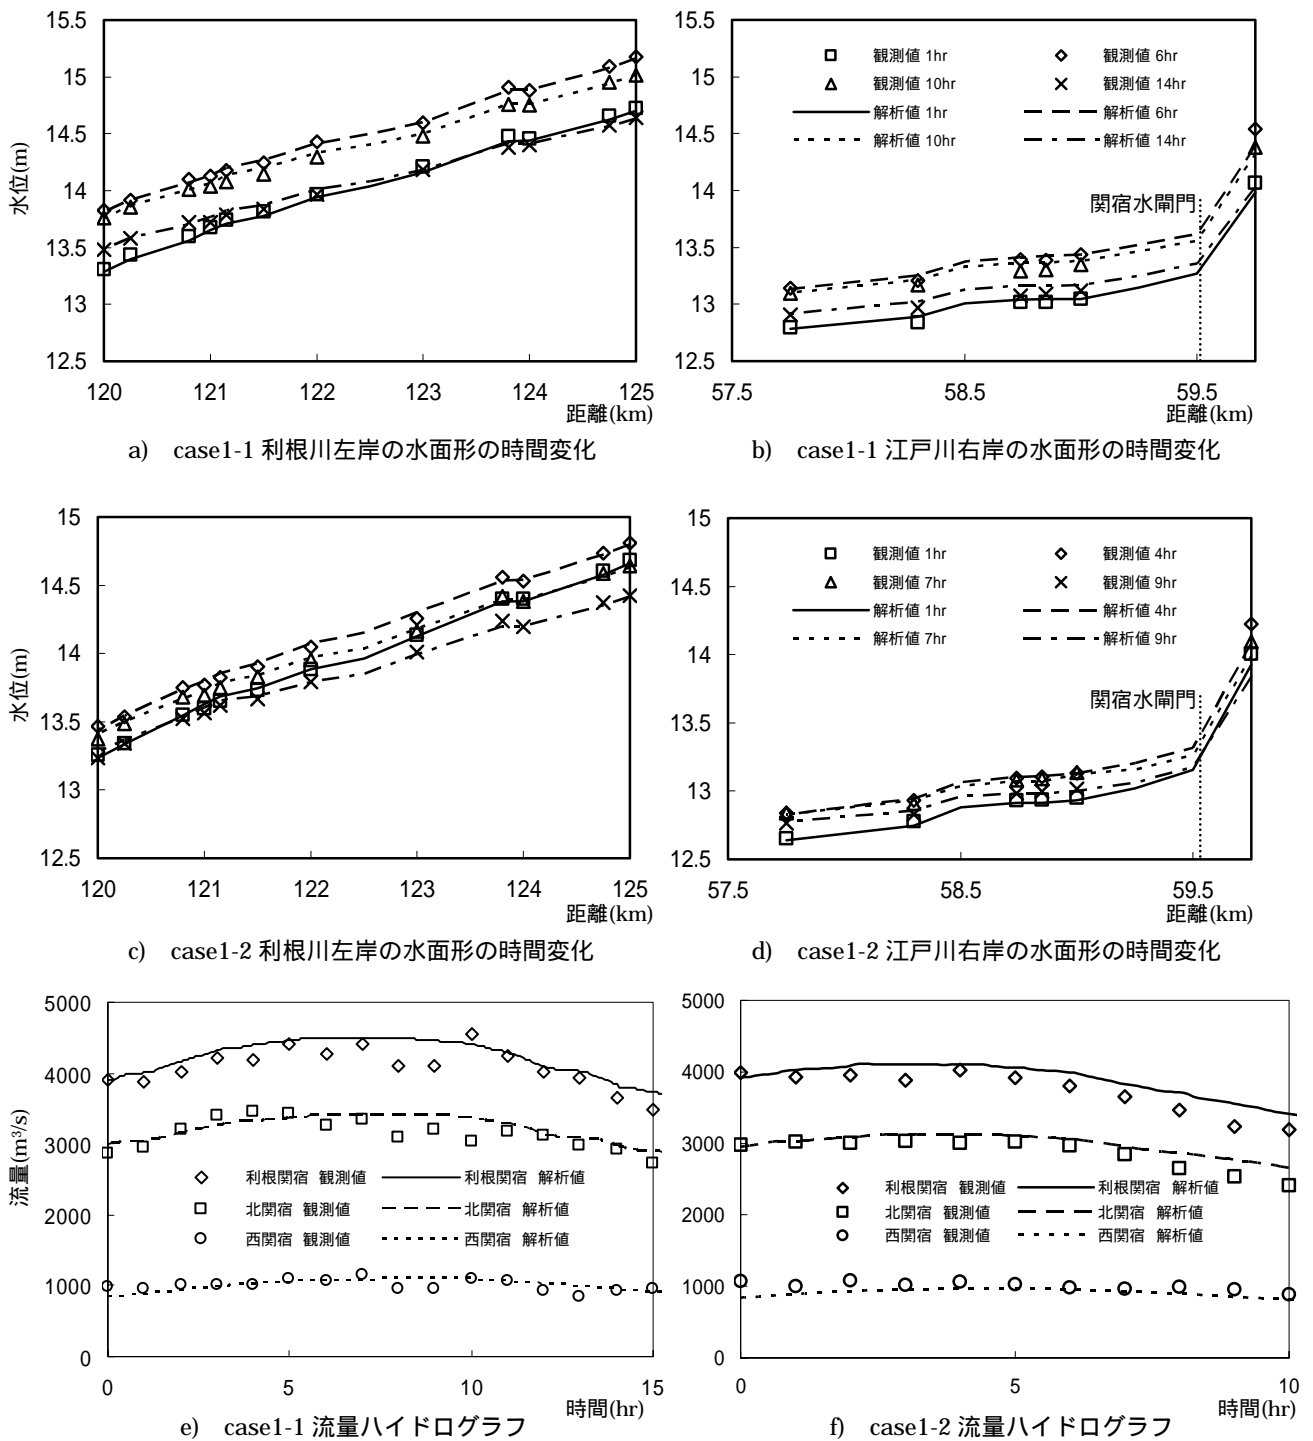 15.5
15
14.5
14
13.5
13
12.5
水位(m)
120 121 122 123 124 125
距離(km)
a) case1-1 利根川左岸の水面形の時間変化
15.5
15
14.5
14
13.5
13
12.5
観測値 1hr 観測値 6hr
観測値 10hr 観測値 14hr
解析値 1hr 解析値 6hr
解析値 10hr 解析値 14hr
関宿水閘門
57.5 58.5 59.5
距離(km)
b) case1-1 江戸川右岸の水面形の時間変化
15
14.5
14
13.5
13
12.5
水位(m)
120 121 122 123 124 125
距離(km)
c) case1-2 利根川左岸の水面形の時間変化
15
14.5
14
13.5
13
12.5
観測値 1hr 観測値 4hr
観測値 7hr 観測値 9hr
解析値 1hr 解析値 4hr
解析値 7hr 解析値 9hr
関宿水閘門
57.5 58.5 59.5
距離(km)
d) case1-2 江戸川右岸の水面形の時間変化
5000
4000
3000
2000
1000
0
流量(m³/s)
利根関宿 観測値 利根関宿 解析値
北関宿 観測値 北関宿 解析値
西関宿 観測値 西関宿 解析値
0 5 10 15
時間(hr)
e) case1-1 流量ハイドログラフ
5000
4000
3000
2000
1000
0
利根関宿 観測値 利根関宿 解析値
北関宿 観測値 北関宿 解析値
西関宿 観測値 西関宿 解析値
0 5 10
時間(hr)
f) case1-2 流量ハイドログラフ